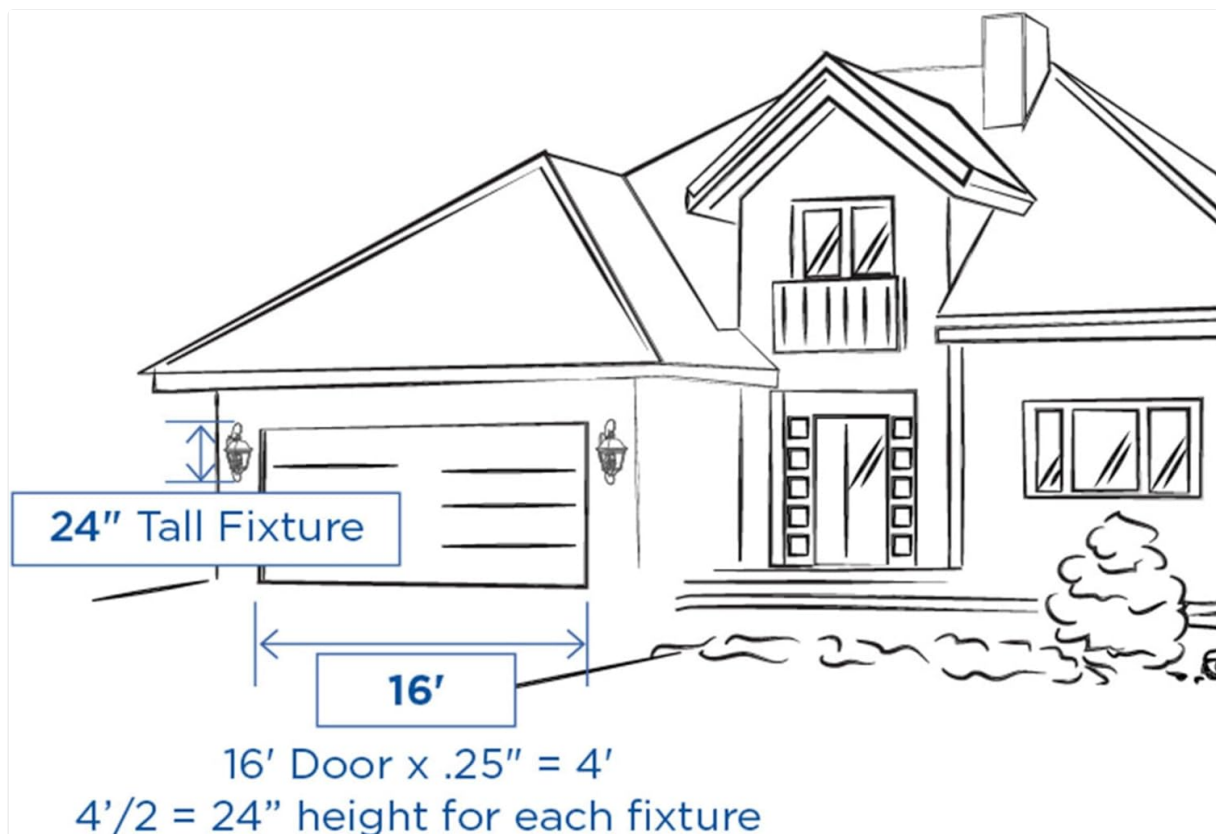 24" Tall Fixture
16'
16' Door x .25" = 4'
4’/2 = 24” height for each fixture